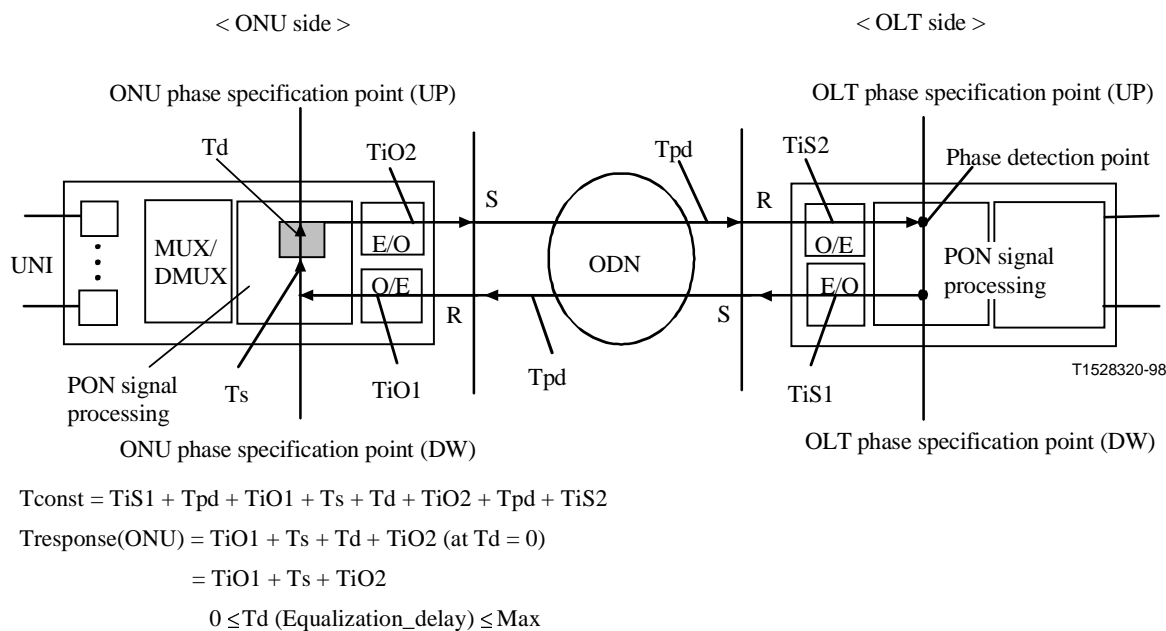 < ONU side >
< OLT side >
ONU phase specification point (UP)
OLT phase specification point (UP)
Td
TiO2
Tpd
TiS2
Phase detection point
S
R
UNI
MUX/
DMUX
E/O
O/E
ODN
O/E
E/O
PON signal
processing
R
S
PON signal
processing
Ts
TiO1
Tpd
TiS1
T1528320-98
ONU phase specification point (DW)
OLT phase specification point (DW)
Tconst = TiS1 + Tpd + TiO1 + Ts + Td + TiO2 + Tpd + TiS2
Tresponse(ONU) = TiO1 + Ts + Td + TiO2 (at Td = 0)
= TiO1 + Ts + TiO2
0 ≤ Td (Equalization_delay) ≤ Max